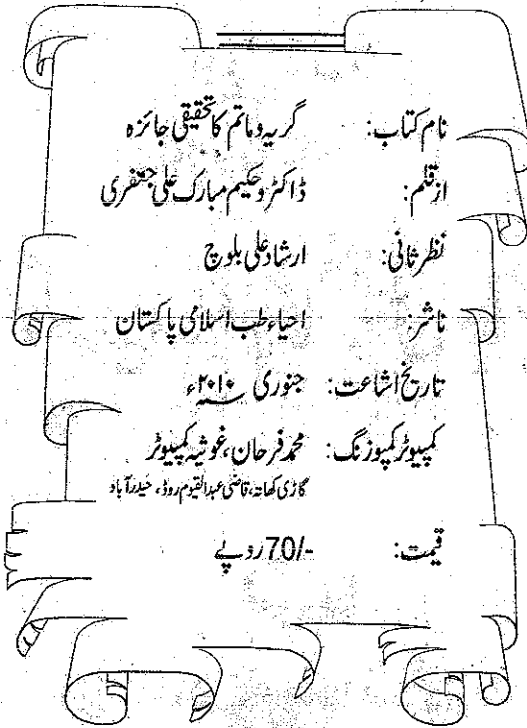 نام کتاب: گریہ و ماتم کا تحقیقی جائزہ
از قلم: ڈاکٹر و حکیم مبارک علی جعفری
نظر ثانی: ارشاد علی بلوچ
ناشر: احیاء طب اسلامی پاکستان
تاریخ اشاعت: جنوری ۲۰۱۰ء
کمپیوٹر کمپوزنگ: محمد فرحان، غوثیہ کمپیوٹر
گاڑی کھاتہ، قاضی عبدالقیوم روڈ، حیدرآباد
قیمت: 70/- روپے